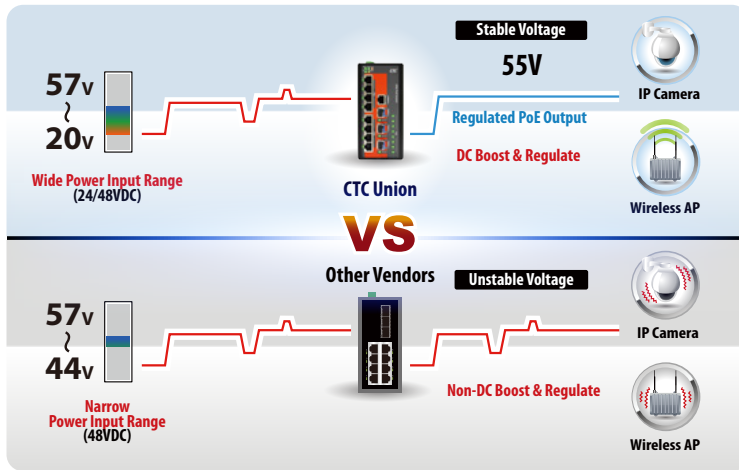 Stable Voltage
55V
57V
~
20V
Wide Power Input Range
(24/48VDC)
CTC Union
Regulated PoE Output
DC Boost & Regulate
IP Camera
Wireless AP
VS
Other Vendors
Unstable Voltage
57V
~
44V
Narrow
Power Input Range
(48VDC)
Non-DC Boost & Regulate
IP Camera
Wireless AP